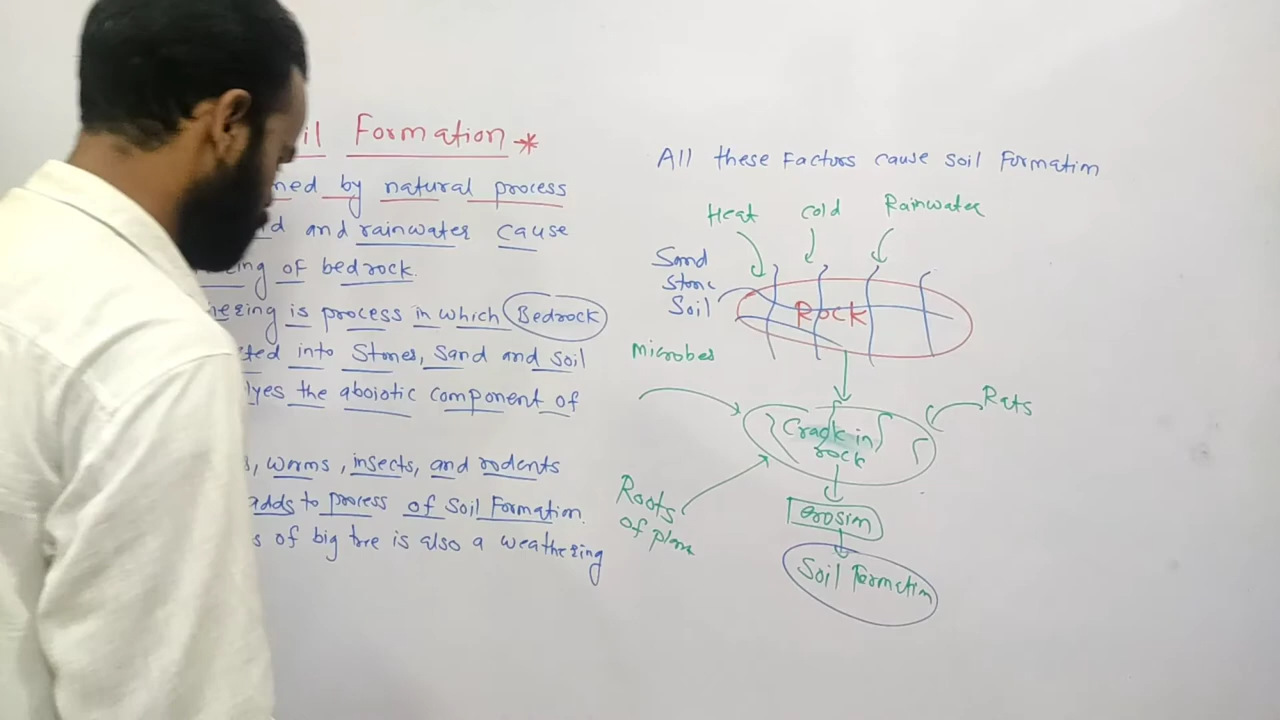 il Formation *
ned by natural process
d and rainwater cause
ing of bedrock.
hering is process in which Bedrock
ted into Stones, Sand and soil
lyes the aboiotic component of
s, worms, insects, and rodents
adds to process of Soil Formation.
s of big tree is also a weathering
All these Factors cause soil Formation
Heat cold Rainwater
Sand
Stone
Soil
Rock
microbes
Rats
Crack in
rock
Roots
of plan
erosion
Soil Formation